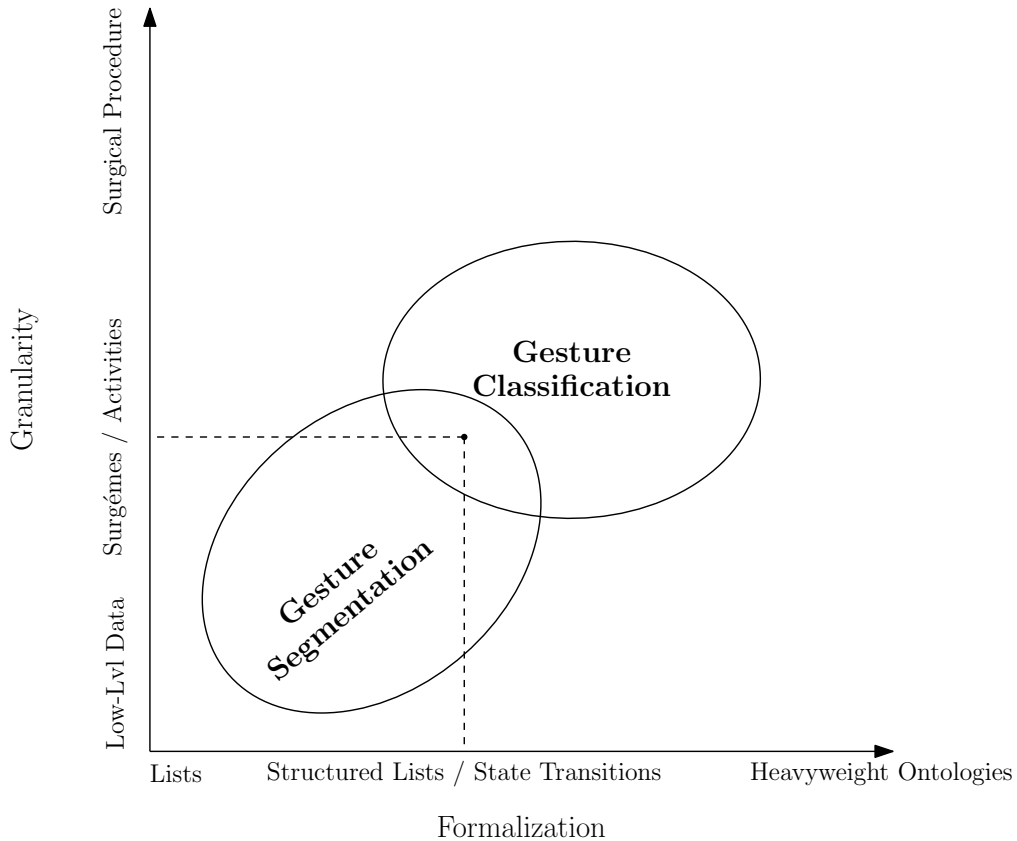 Surgical Procedure
Surgémes / Activities
Low-Lvl Data
Granularity
Gesture
Classification
Gesture
Segmentation
Lists
Structured Lists / State Transitions
Heavyweight Ontologies
Formalization